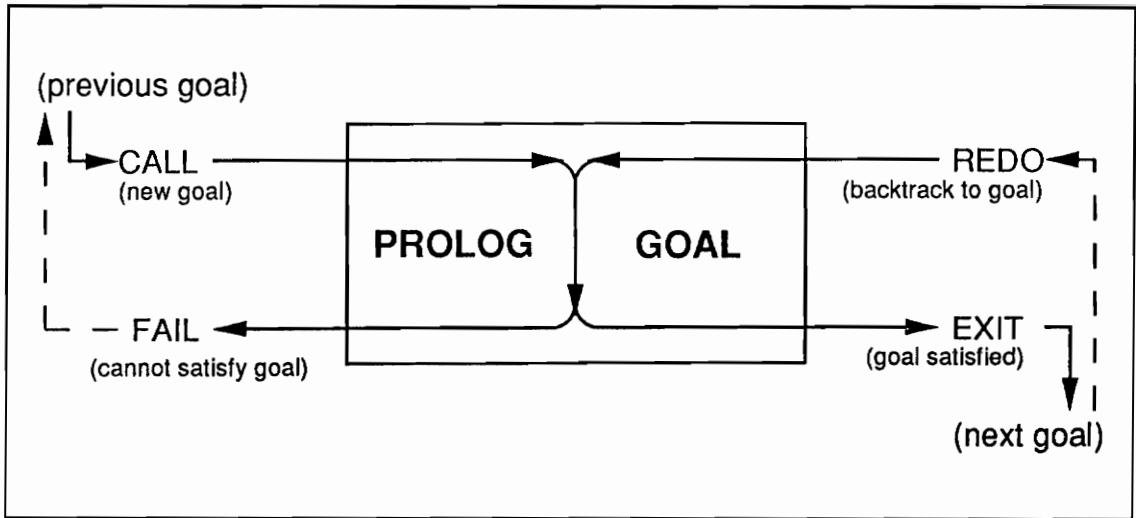 (previous goal)
CALL
(new goal)
REDO
(backtrack to goal)
PROLOG GOAL
FAIL
(cannot satisfy goal)
EXIT
(goal satisfied)
(next goal)